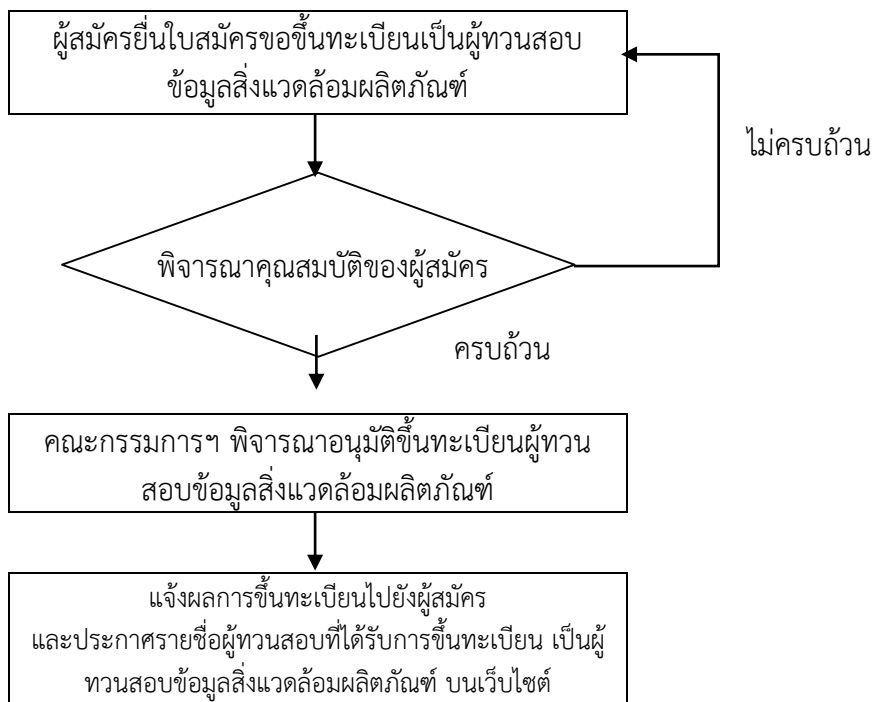 ผู้สมัครยื่นใบสมัครขอขึ้นทะเบียนเป็นผู้ทวนสอบ
ข้อมูลสิ่งแวดล้อมผลิตภัณฑ์
ไม่ครบถ้วน
พิจารณาคุณสมบัติของผู้สมัคร
ครบถ้วน
คณะกรรมการฯ พิจารณาอนุมัติขึ้นทะเบียนผู้ทวน
สอบข้อมูลสิ่งแวดล้อมผลิตภัณฑ์
แจ้งผลการขึ้นทะเบียนไปยังผู้สมัคร
และประกาศรายชื่อผู้ทวนสอบที่ได้รับการขึ้นทะเบียน เป็นผู้
ทวนสอบข้อมูลสิ่งแวดล้อมผลิตภัณฑ์ บนเว็บไซต์